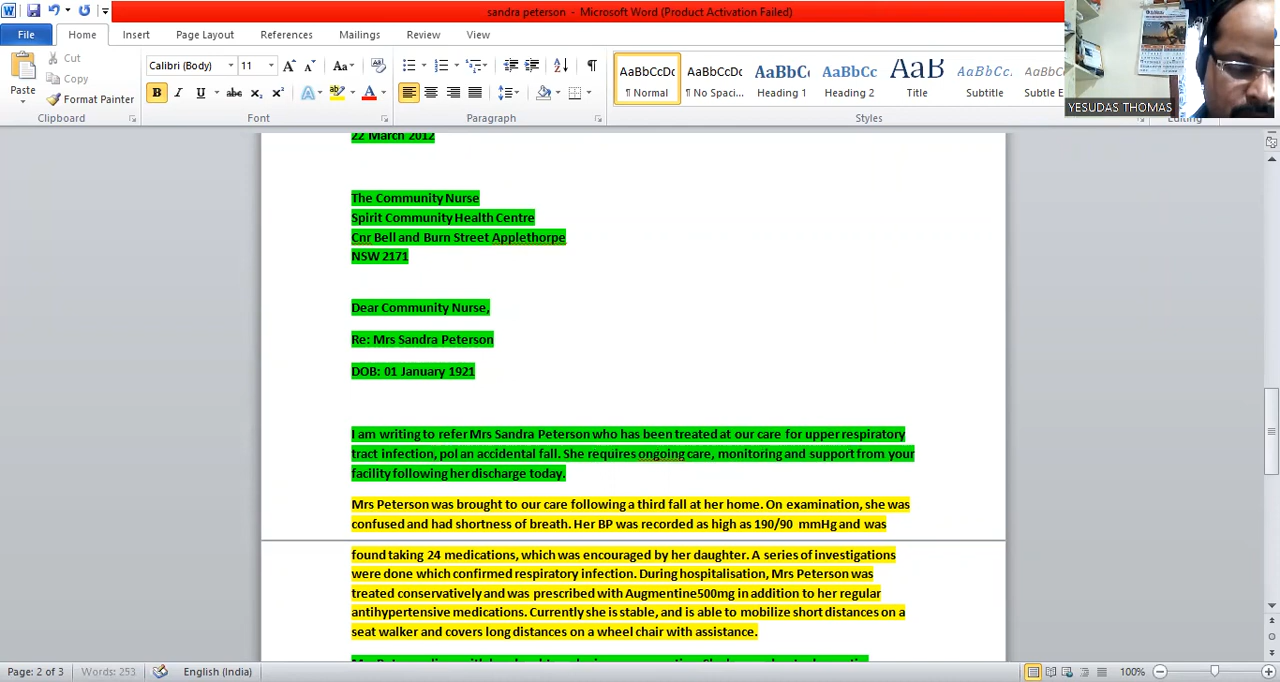 sandra peterson - Microsoft Word (Product Activation Failed)
File Home Insert Page Layout References Mailings Review View
Paste
Cut
Copy
Format Painter
Clipboard
Calibri (Body) 11
Font
Paragraph
AaBbCcDc AaBbCc. AaBbC AaBbCc AaB AaBbCc. AaBbCc
¶ Normal ¶ No Spaci... Heading 1 Heading 2 Title Subtitle Subtle E
Styles
YESUDAS THOMAS
22 March 2012
The Community Nurse
Spirit Community Health Centre
Cnr Bell and Burn Street Applethorpe
NSW 2171
Dear Community Nurse,
Re: Mrs Sandra Peterson
DOB: 01 January 1921
I am writing to refer Mrs Sandra Peterson who has been treated at our care for upper respiratory
tract infection, pol an accidental fall. She requires ongoing care, monitoring and support from your
facility following her discharge today.
Mrs Peterson was brought to our care following a third fall at her home. On examination, she was
confused and had shortness of breath. Her BP was recorded as high as 190/90 mmHg and was
found taking 24 medications, which was encouraged by her daughter. A series of investigations
were done which confirmed respiratory infection. During hospitalisation, Mrs Peterson was
treated conservatively and was prescribed with Augmentine500mg in addition to her regular
antihypertensive medications. Currently she is stable, and is able to mobilize short distances on a
seat walker and covers long distances on a wheel chair with assistance.
Page: 2 of 3 Words: 253 English (India) 100%